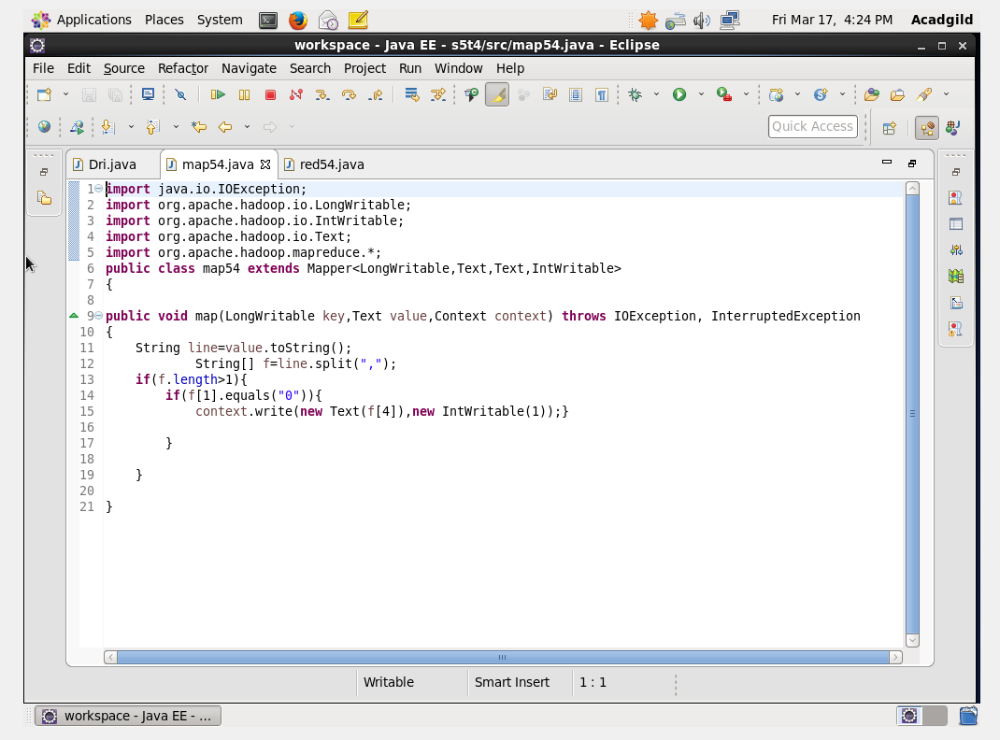 Applications Places System Fri Mar 17, 4:24 PM Acadgild
workspace - Java EE - s5t4/src/map54.java - Eclipse
File Edit Source Refactor Navigate Search Project Run Window Help
Quick Access
Dri.java map54.java red54.java
1 import java.io.IOException;
2 import org.apache.hadoop.io.LongWritable;
3 import org.apache.hadoop.io.IntWritable;
4 import org.apache.hadoop.io.Text;
5 import org.apache.hadoop.mapreduce.*;
6 public class map54 extends Mapper<LongWritable,Text,Text,IntWritable>
7 {
8
9 public void map(LongWritable key,Text value,Context context) throws IOException, InterruptedException
10 {
11     String line=value.toString();
12             String[] f=line.split(",");
13     if(f.length>1){
14         if(f[1].equals("0")){
15             context.write(new Text(f[4]),new IntWritable(1));}
16
17         }
18
19     }
20
21 }
Writable Smart Insert 1 : 1
workspace - Java EE - ...